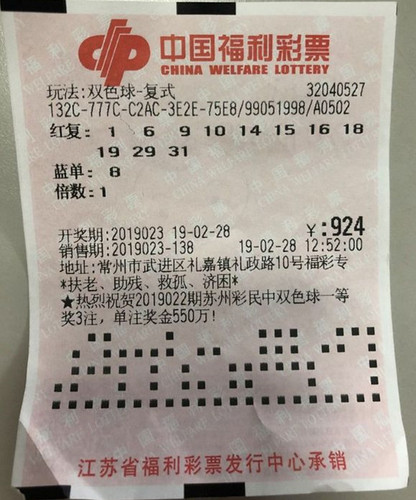 中国福利彩票
CHINA WELFARE LOTTERY
玩法:双色球-复式 32040527
132C-777C-C2AC-3E2E-75E8/99051998/A0502
红复: 1 6 9 10 14 15 16 18
19 29 31
蓝单: 8
倍数:1
开奖期:2019023 19-02-28 ¥:924
销售期:2019023-138 19-02-28 12:52:00
地址:常州市武进区礼嘉镇礼政路10号福彩专
*扶老、助残、救孤、济困*
★热烈祝贺2019022期苏州彩民中双色球一等
奖3注,单注奖金550万!
江苏省福利彩票发行中心承销